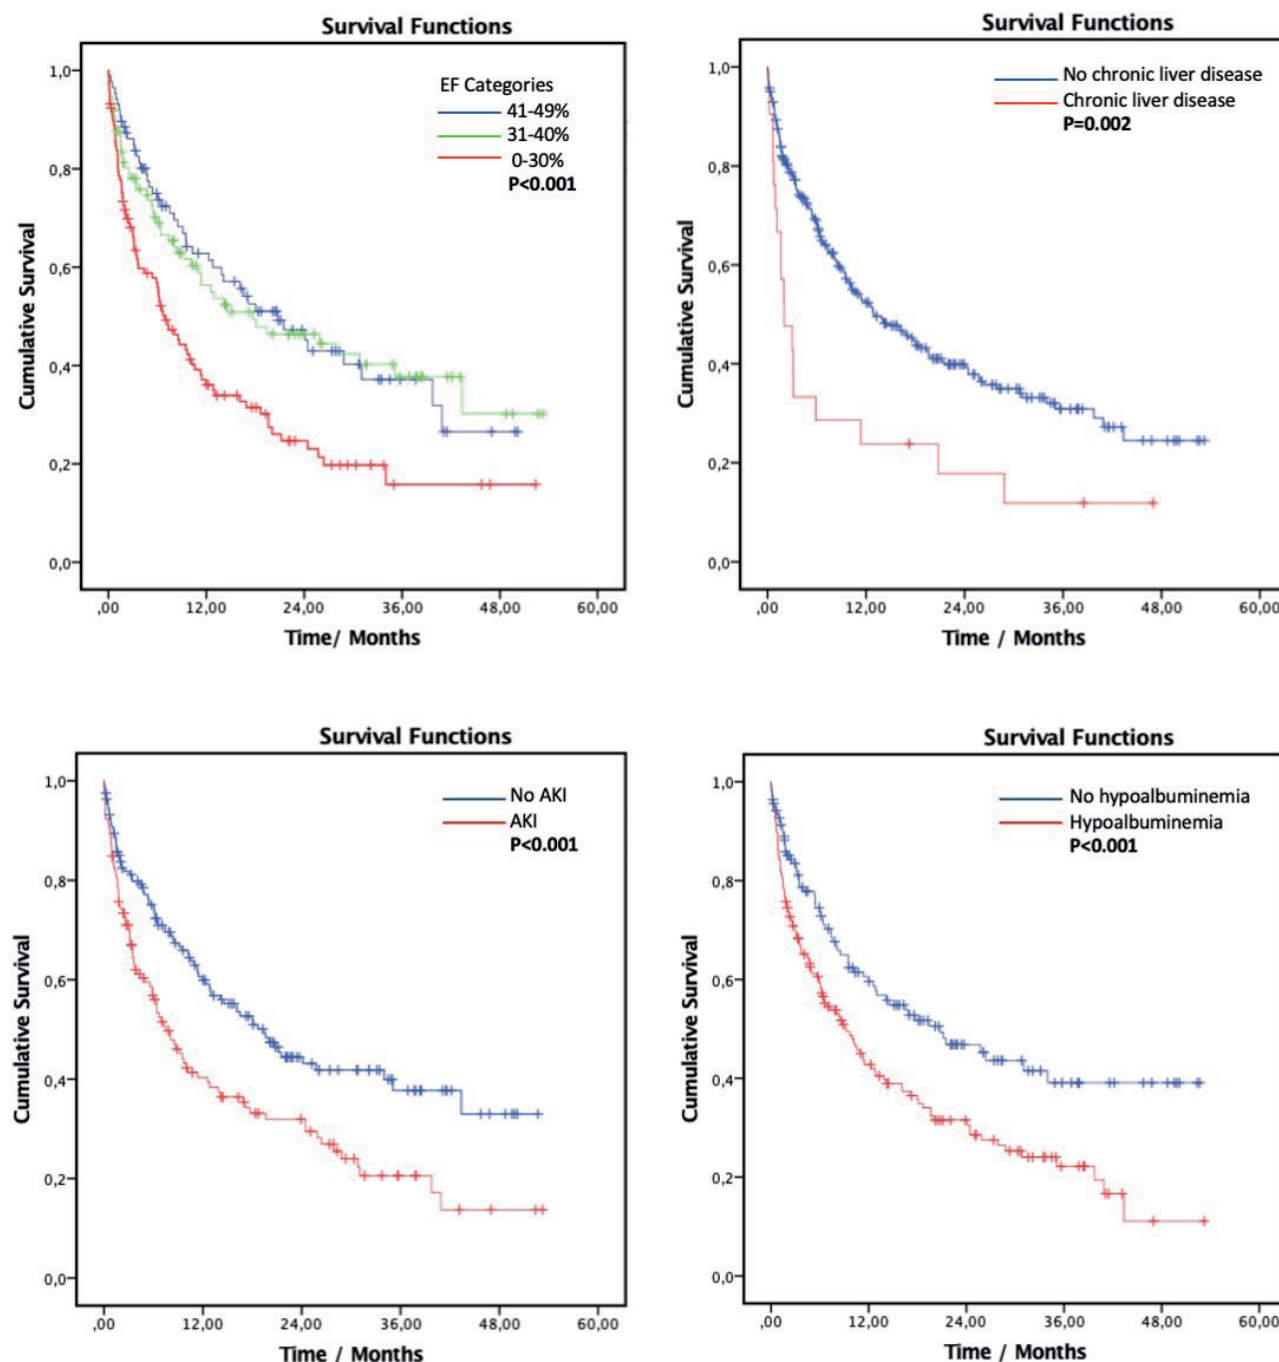 Survival Functions
EF Categories
41-49%
31-40%
0-30%
P<0.001
1,0
0,8
0,6
0,4
0,2
0,0
Cumulative Survival
,00 12,00 24,00 36,00 48,00 60,00
Time/ Months
Survival Functions
No chronic liver disease
Chronic liver disease
P=0.002
1,0
0,8
0,6
0,4
0,2
0,0
Cumulative Survival
,00 12,00 24,00 36,00 48,00 60,00
Time / Months
Survival Functions
No AKI
AKI
P<0.001
1,0
0,8
0,6
0,4
0,2
0,0
Cumulative Survival
,00 12,00 24,00 36,00 48,00 60,00
Time / Months
Survival Functions
No hypoalbuminemia
Hypoalbuminemia
P<0.001
1,0
0,8
0,6
0,4
0,2
0,0
Cumulative Survival
,00 12,00 24,00 36,00 48,00 60,00
Time / Months